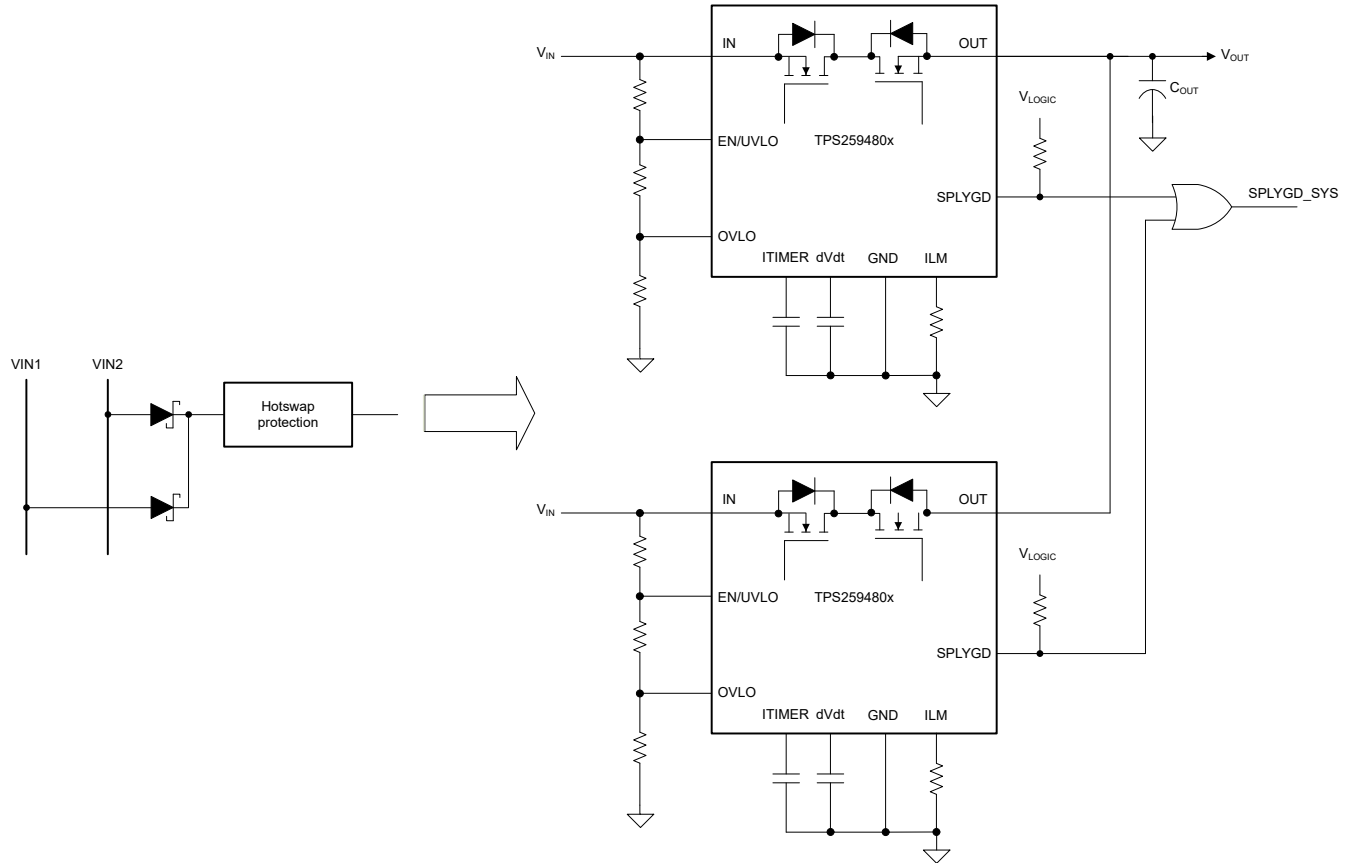 VIN1
VIN2
Hotswap
protection
VIN
IN
OUT
VOUT
COUT
VLOGIC
EN/UVLO
TPS259480x
SPLYGD
SPLYGD_SYS
OVLO
ITIMER dVdt GND ILM
VIN
IN
OUT
VLOGIC
EN/UVLO
TPS259480x
SPLYGD
OVLO
ITIMER dVdt GND ILM